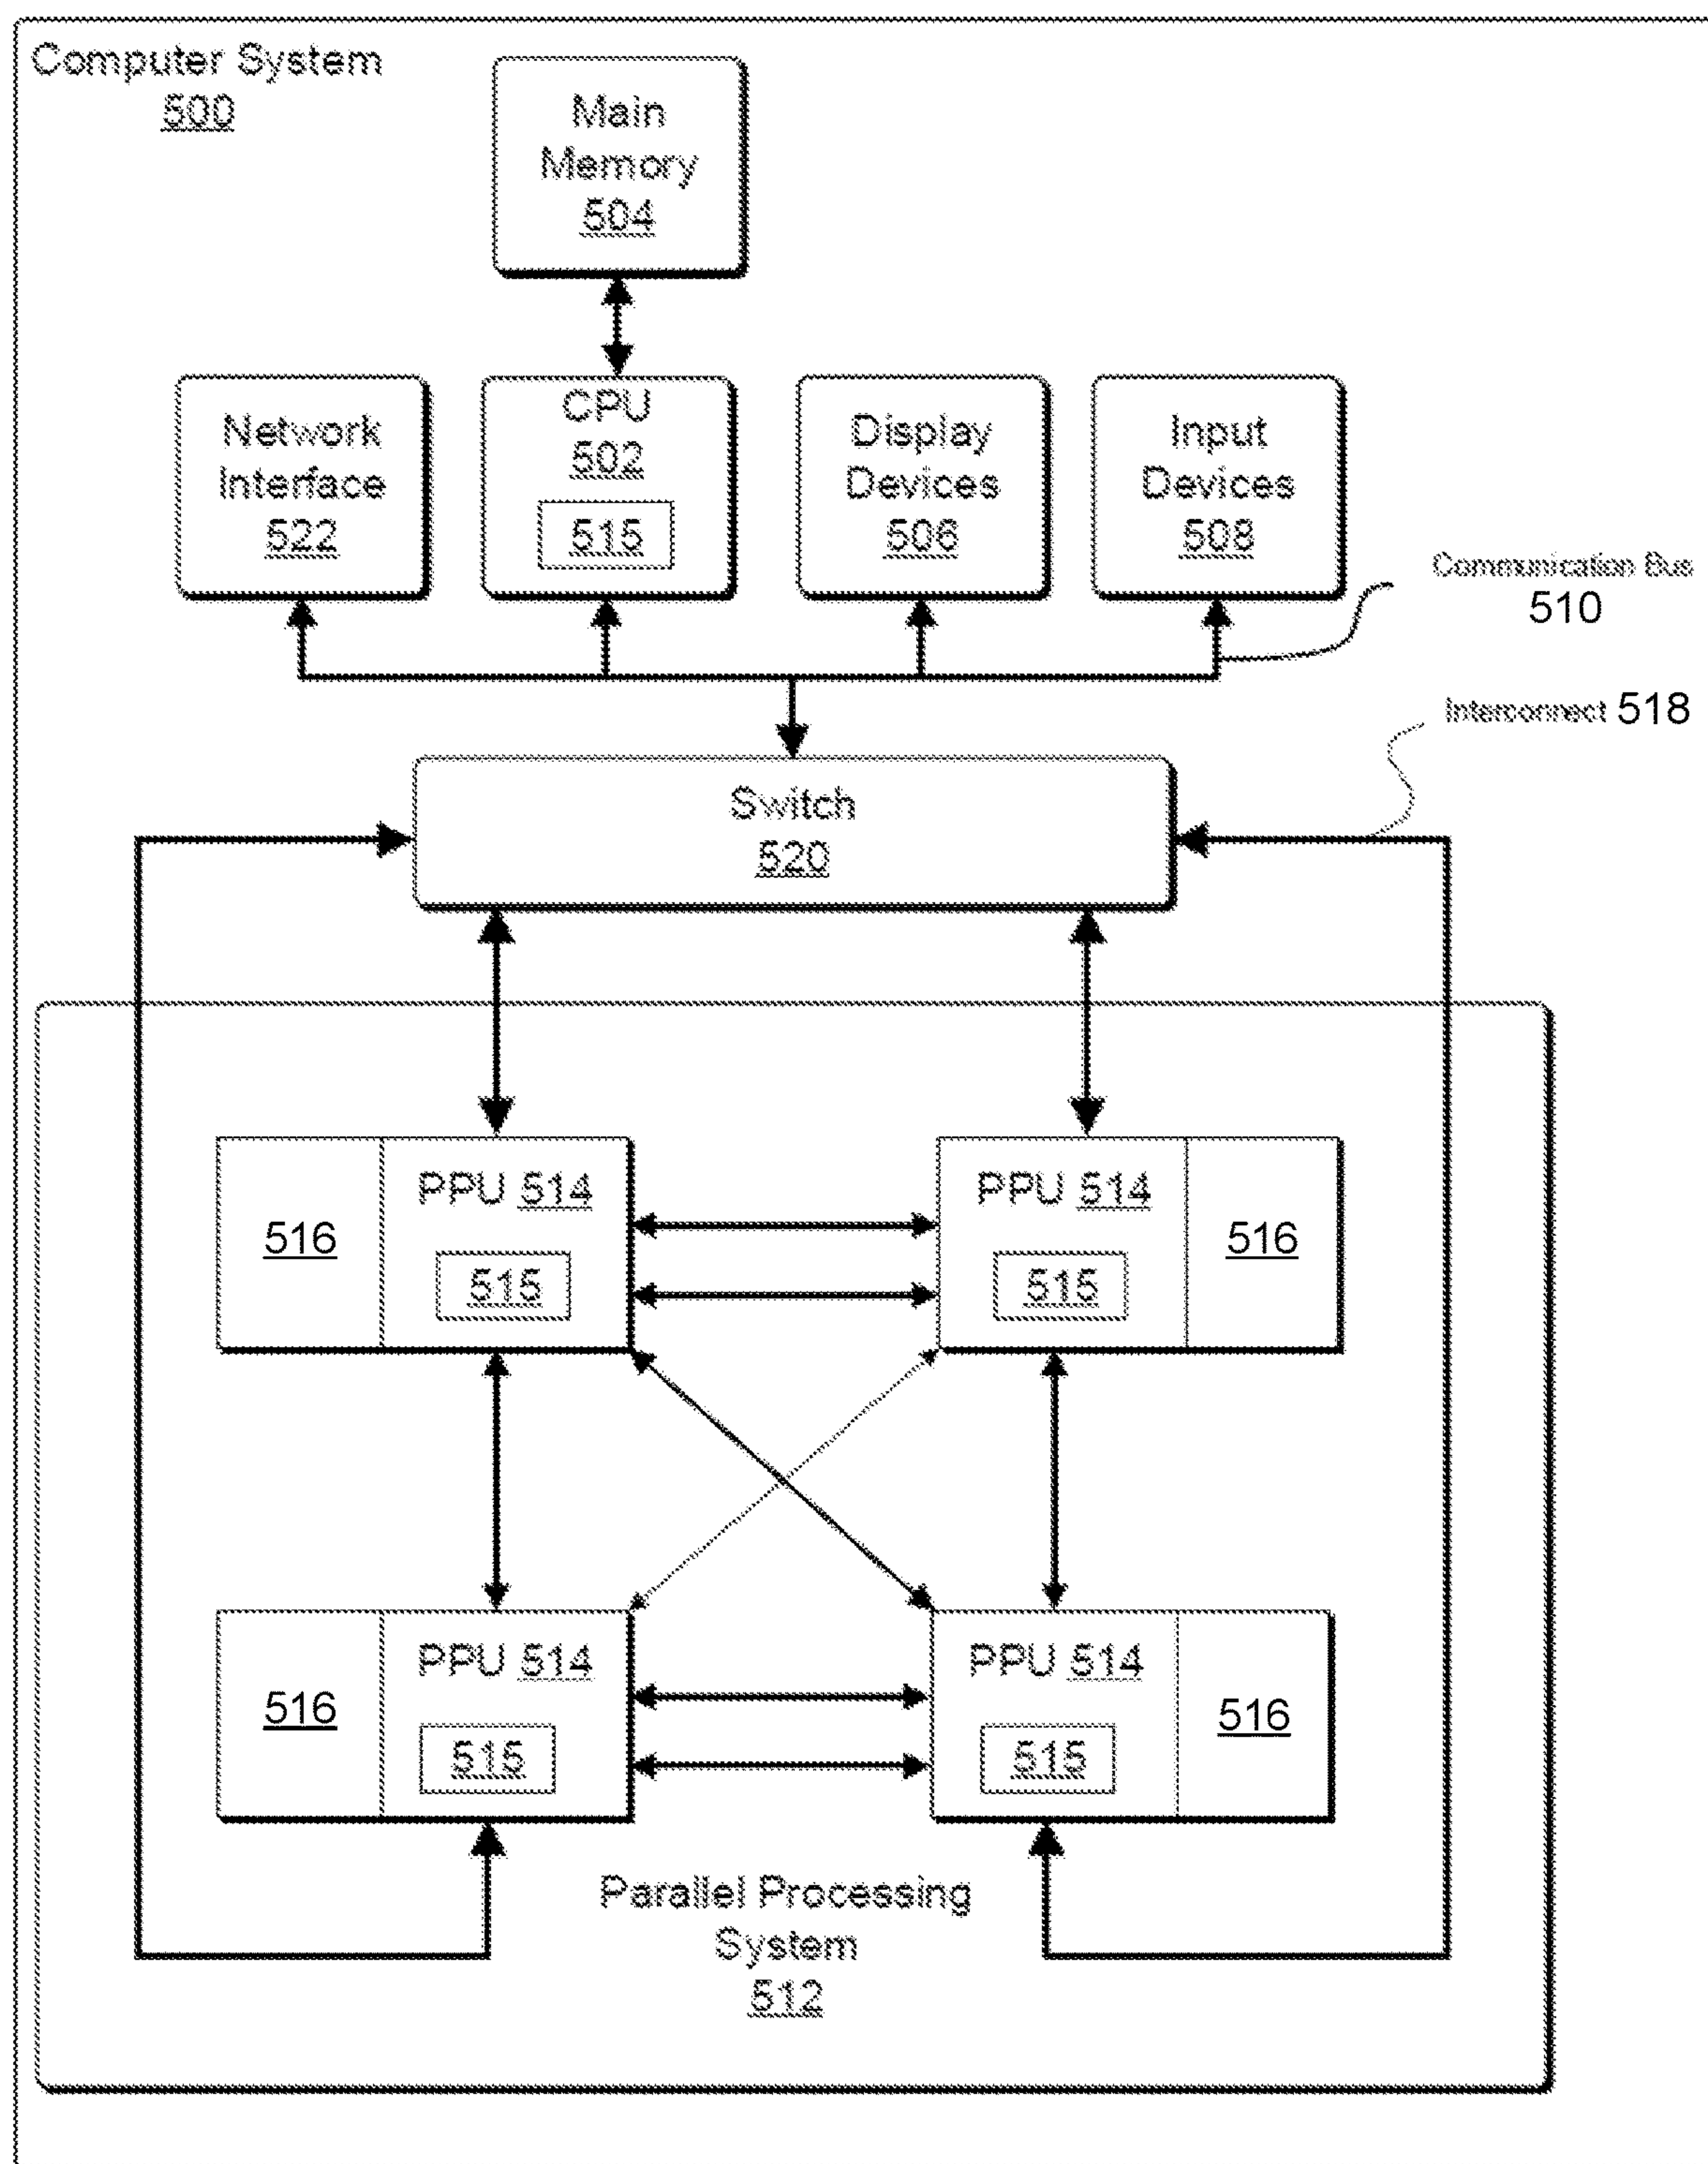 Computer System
500
Main
Memory
504
Network
Interface
522
CPU
502
515
Display
Devices
506
Input
Devices
508
Communication Bus
510
Interconnect 518
Switch
520
516
PPU 514
515
PPU 514
515
516
516
PPU 514
515
PPU 514
515
516
Parallel Processing
System
512